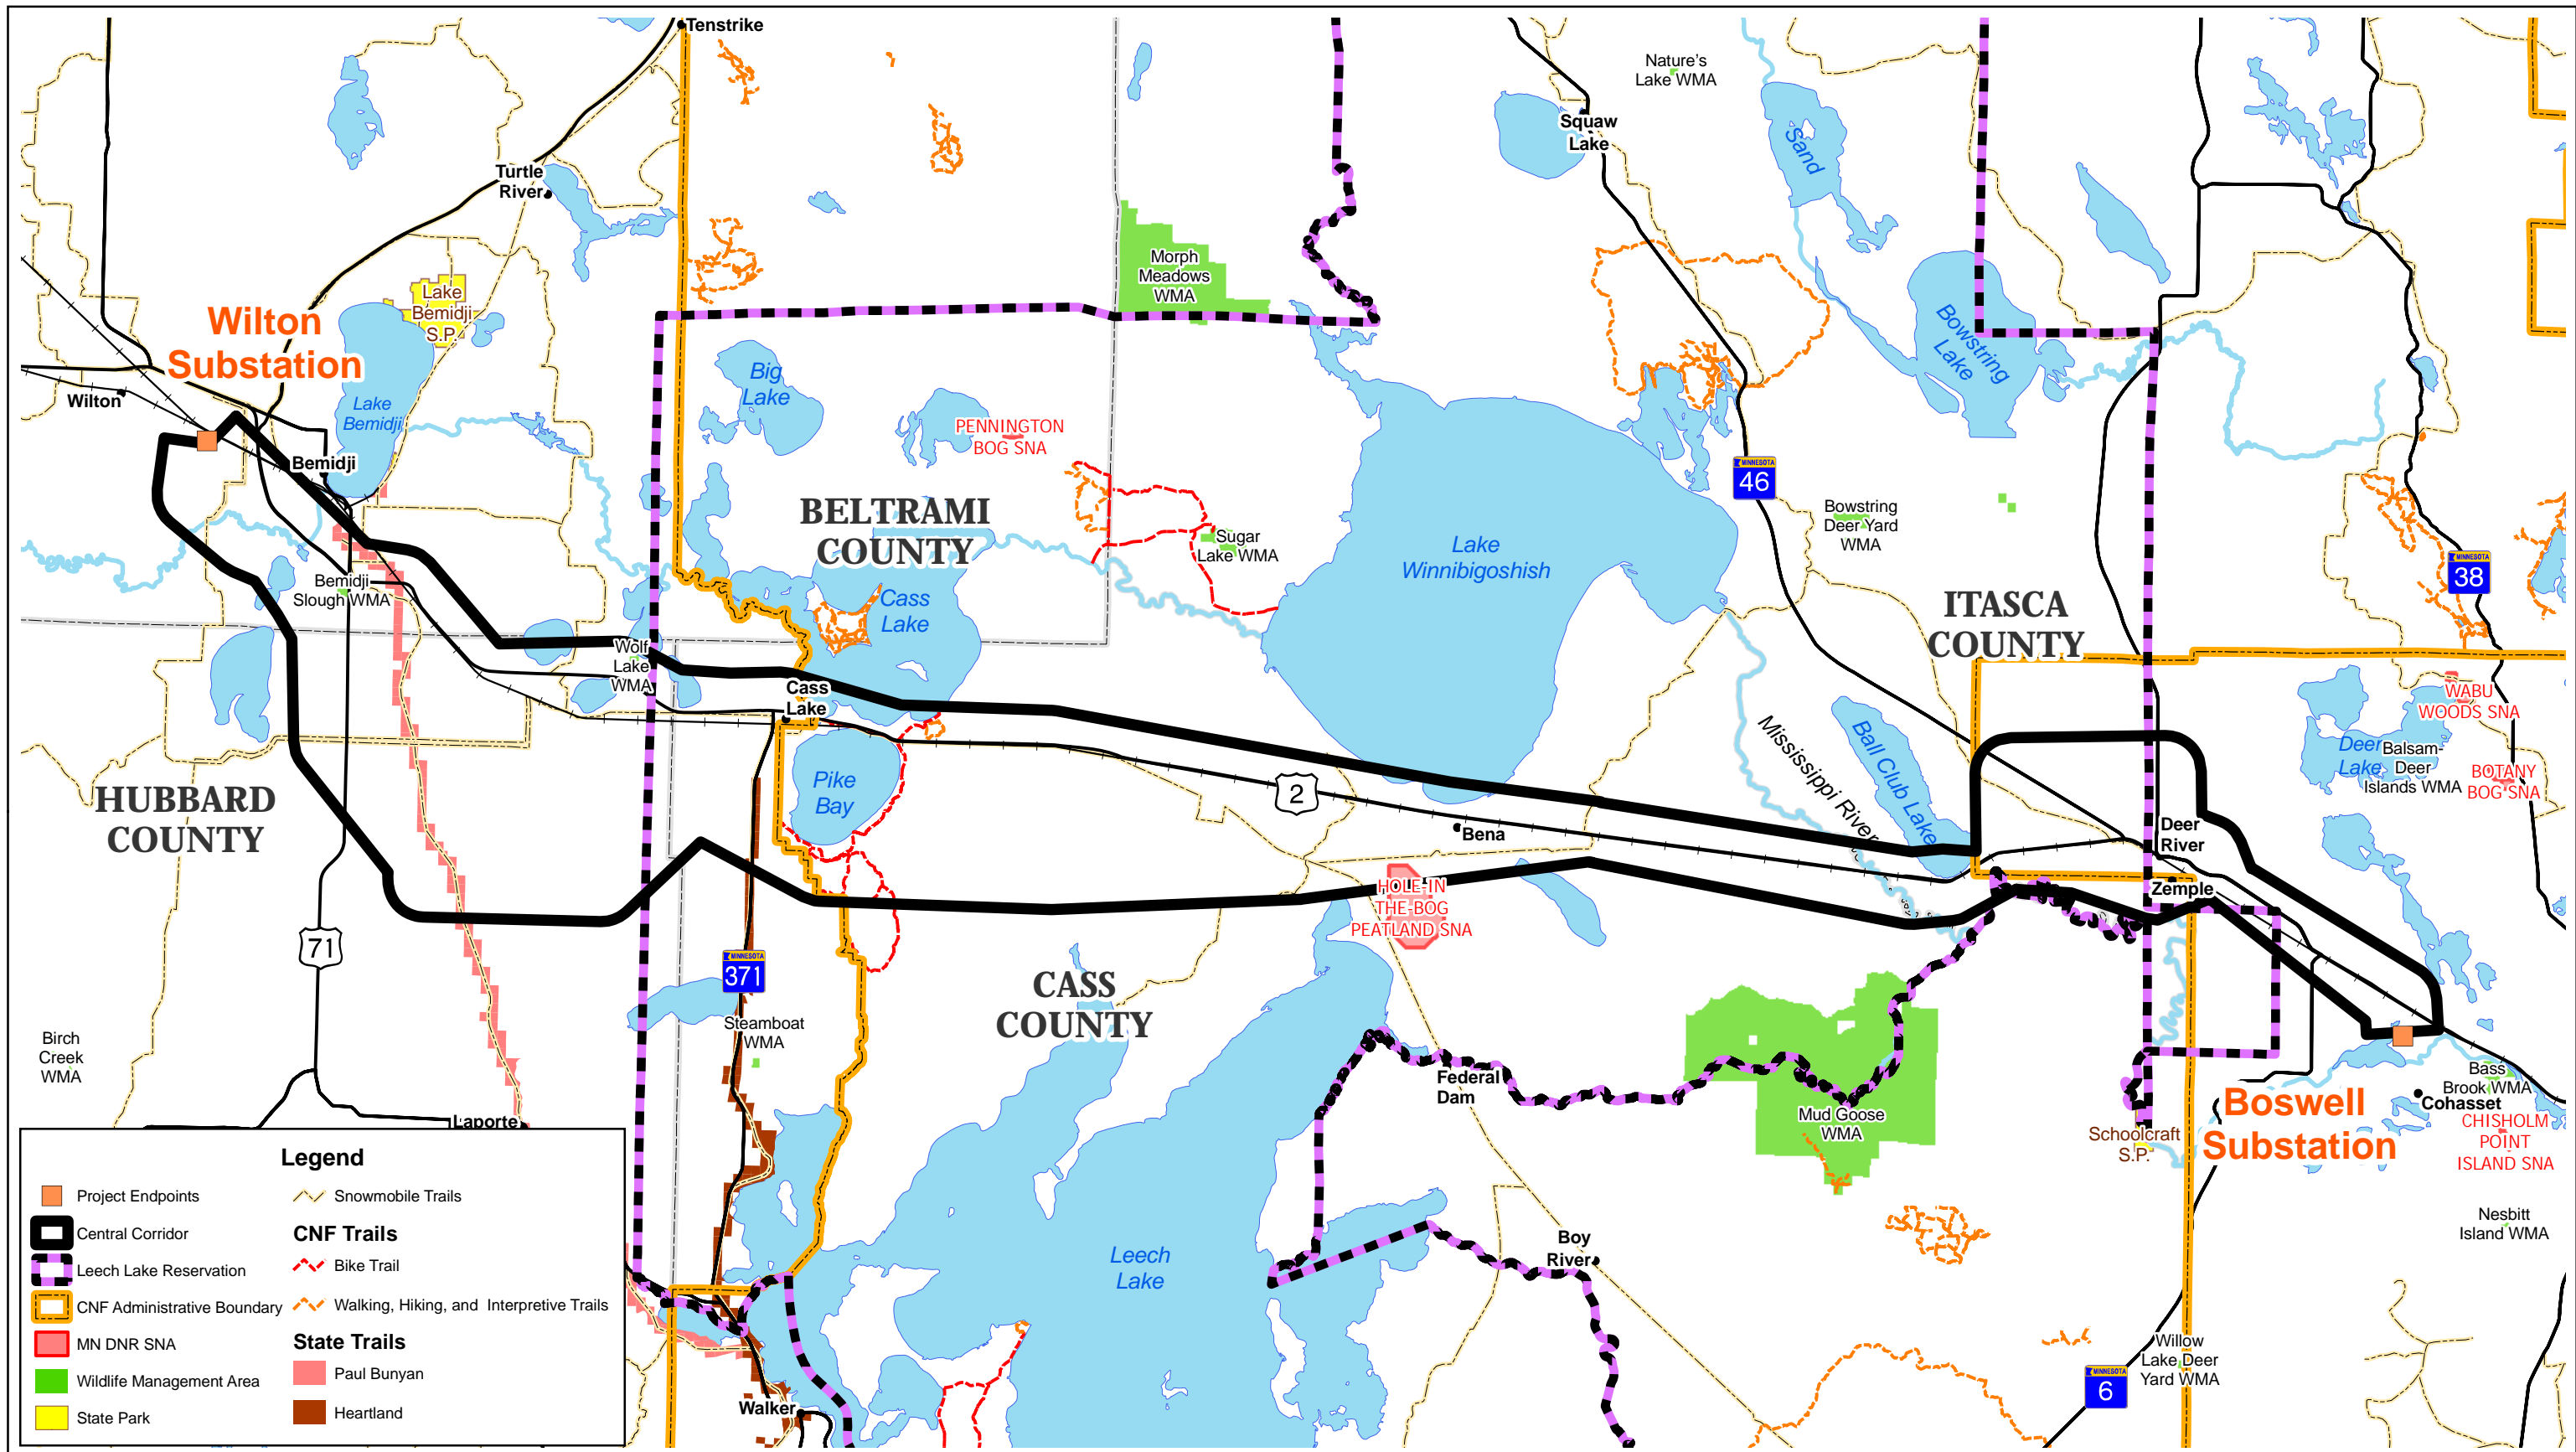 Tenstrike
Nature's
Lake WMA
Squaw
Lake
Sand
Turtle
River
Morph
Meadows
WMA
Lake
Bemidji
S.P.
Wilton
Substation
Bowstring
Lake
Big
Lake
Wilton
Lake
Bemidji
PENNINGTON
BOG SNA
Bemidji
MINNESOTA
46
BELTRAMI
COUNTY
Bowstring
Deer Yard
WMA
Sugar
Lake WMA
Lake
Winnibigoshish
MINNESOTA
38
Bemidji
Slough WMA
Cass
Lake
ITASCA
COUNTY
Wolf
Lake
WMA
Cass
Lake
WABU
WOODS SNA
Mississippi River
Ball Club Lake
Deer
Lake
Balsam-
Deer
Islands WMA
BOTANY
BOG SNA
Pike
Bay
2
HUBBARD
COUNTY
Bena
Deer
River
HOLE-IN
THE-BOG
PEATLAND SNA
Zemple
71
MINNESOTA
371
CASS
COUNTY
Steamboat
WMA
Birch
Creek
WMA
Federal
Dam
Bass
Brook WMA
Cohasset
Boswell
Substation
Mud Goose
WMA
Schoolcraft
S.P.
CHISHOLM
POINT
ISLAND SNA
Laporte
Nesbitt
Island WMA
Boy
River
Leech
Lake
Willow
Lake Deer
Yard WMA
MINNESOTA
6
Walker
Legend
Project Endpoints
Central Corridor
Leech Lake Reservation
CNF Administrative Boundary
MN DNR SNA
Wildlife Management Area
State Park
Snowmobile Trails
CNF Trails
Bike Trail
Walking, Hiking, and Interpretive Trails
State Trails
Paul Bunyan
Heartland